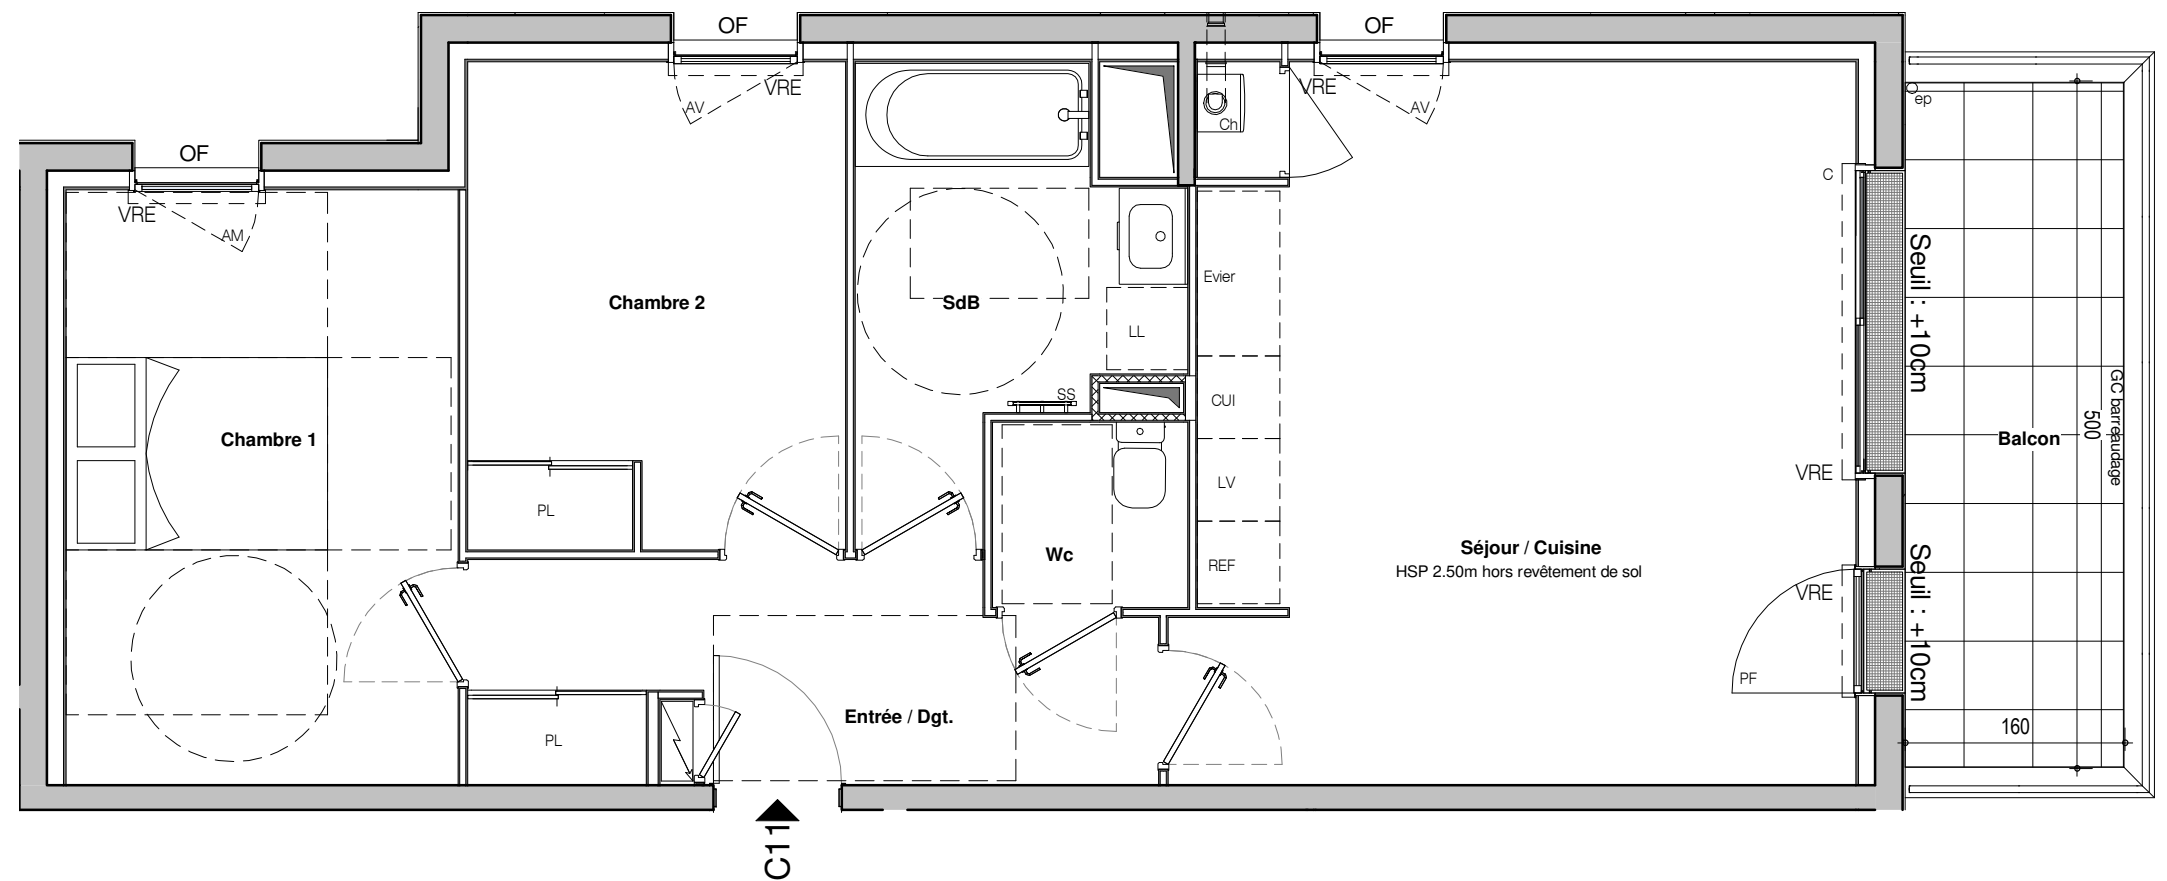 OF
OF
OF
VRE
AV
VRE
AV
VRE
AM
Ch
ep
C
Evier
Chambre 2
SdB
LL
Seuil : +10cm
SS
CUI
GC barreaudage
500
Balcon
Chambre 1
VRE
LV
PL
Wc
REF
Séjour / Cuisine
HSP 2.50m hors revêtement de sol
VRE
Seuil : +10cm
PF
Entrée / Dgt.
PL
160
C11